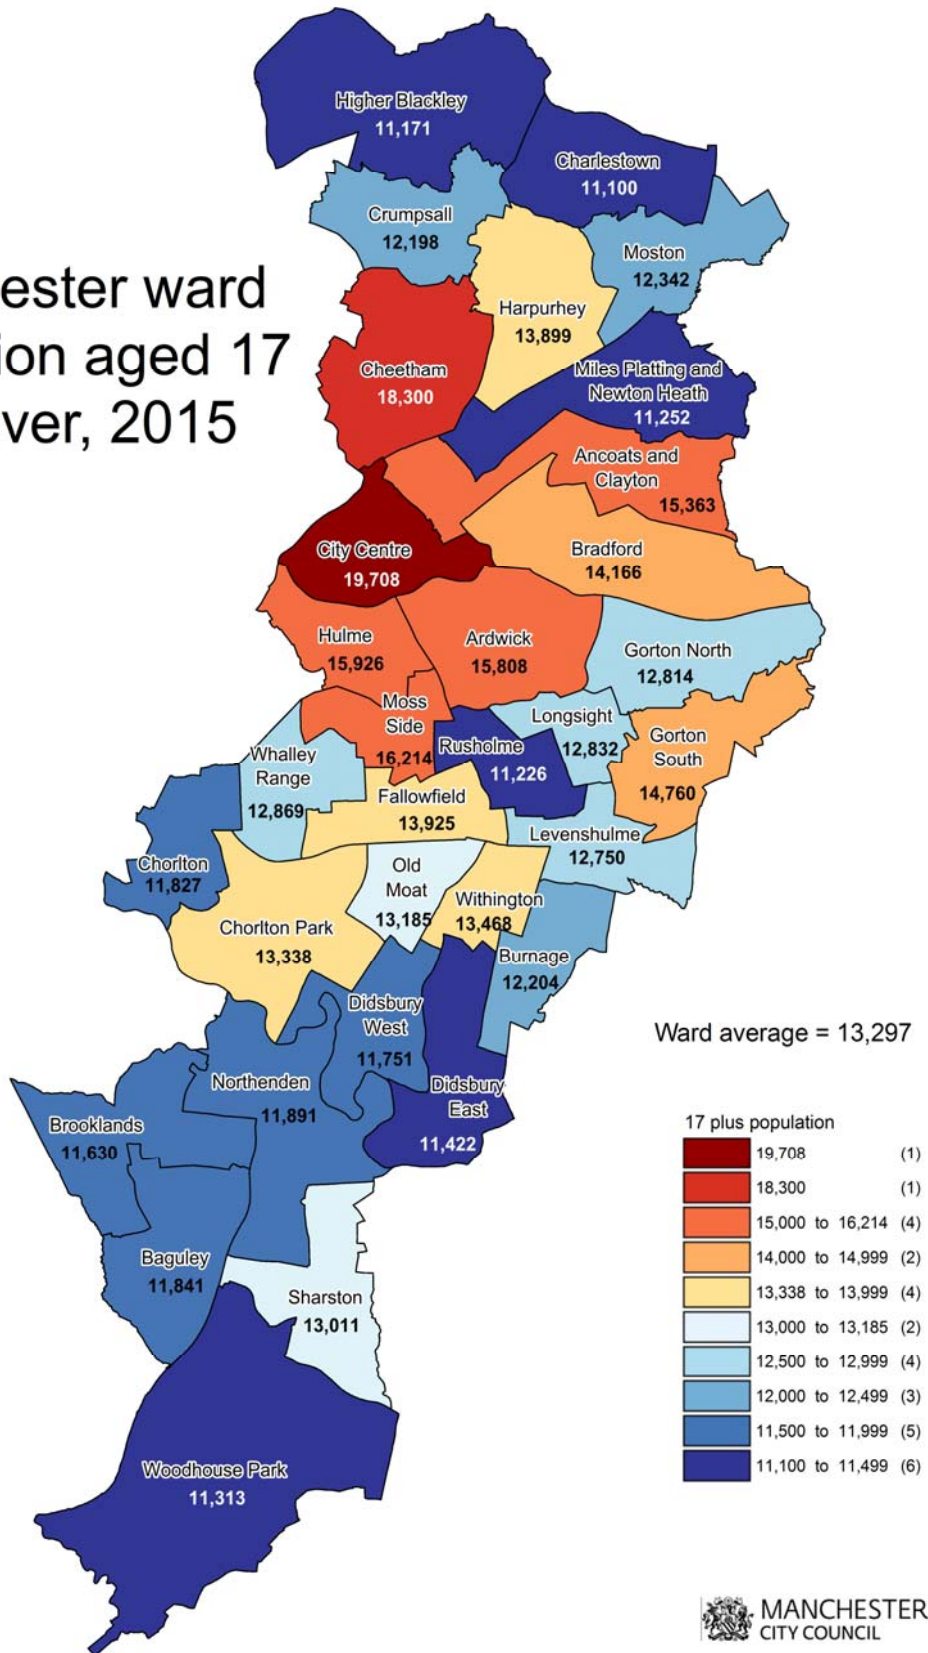 ester ward
ion aged 17
ver, 2015
Higher Blackley
11,171
Charlestown
11,100
Crumpsall
12,198
Moston
12,342
Harpurhey
13,899
Cheetham
18,300
Miles Platting and
Newton Heath
11,252
Ancoats and
Clayton
15,363
City Centre
19,708
Bradford
14,166
Hulme
15,926
Ardwick
15,808
Gorton North
12,814
Moss
Side
16,214
Longsight
12,832
Rusholme
11,226
Gorton
South
14,760
Whalley
Range
12,869
Fallowfield
13,925
Levenshulme
12,750
Chorlton
11,827
Old
Moat
13,185
Withington
13,468
Chorlton Park
13,338
Burnage
12,204
Didsbury
West
11,751
Northenden
11,891
Didsbury
East
11,422
Brooklands
11,630
Baguley
11,841
Sharston
13,011
Woodhouse Park
11,313
Ward average = 13,297
17 plus population
19,708 (1)
18,300 (1)
15,000 to 16,214 (4)
14,000 to 14,999 (2)
13,338 to 13,999 (4)
13,000 to 13,185 (2)
12,500 to 12,999 (4)
12,000 to 12,499 (3)
11,500 to 11,999 (5)
11,100 to 11,499 (6)
MANCHESTER
CITY COUNCIL